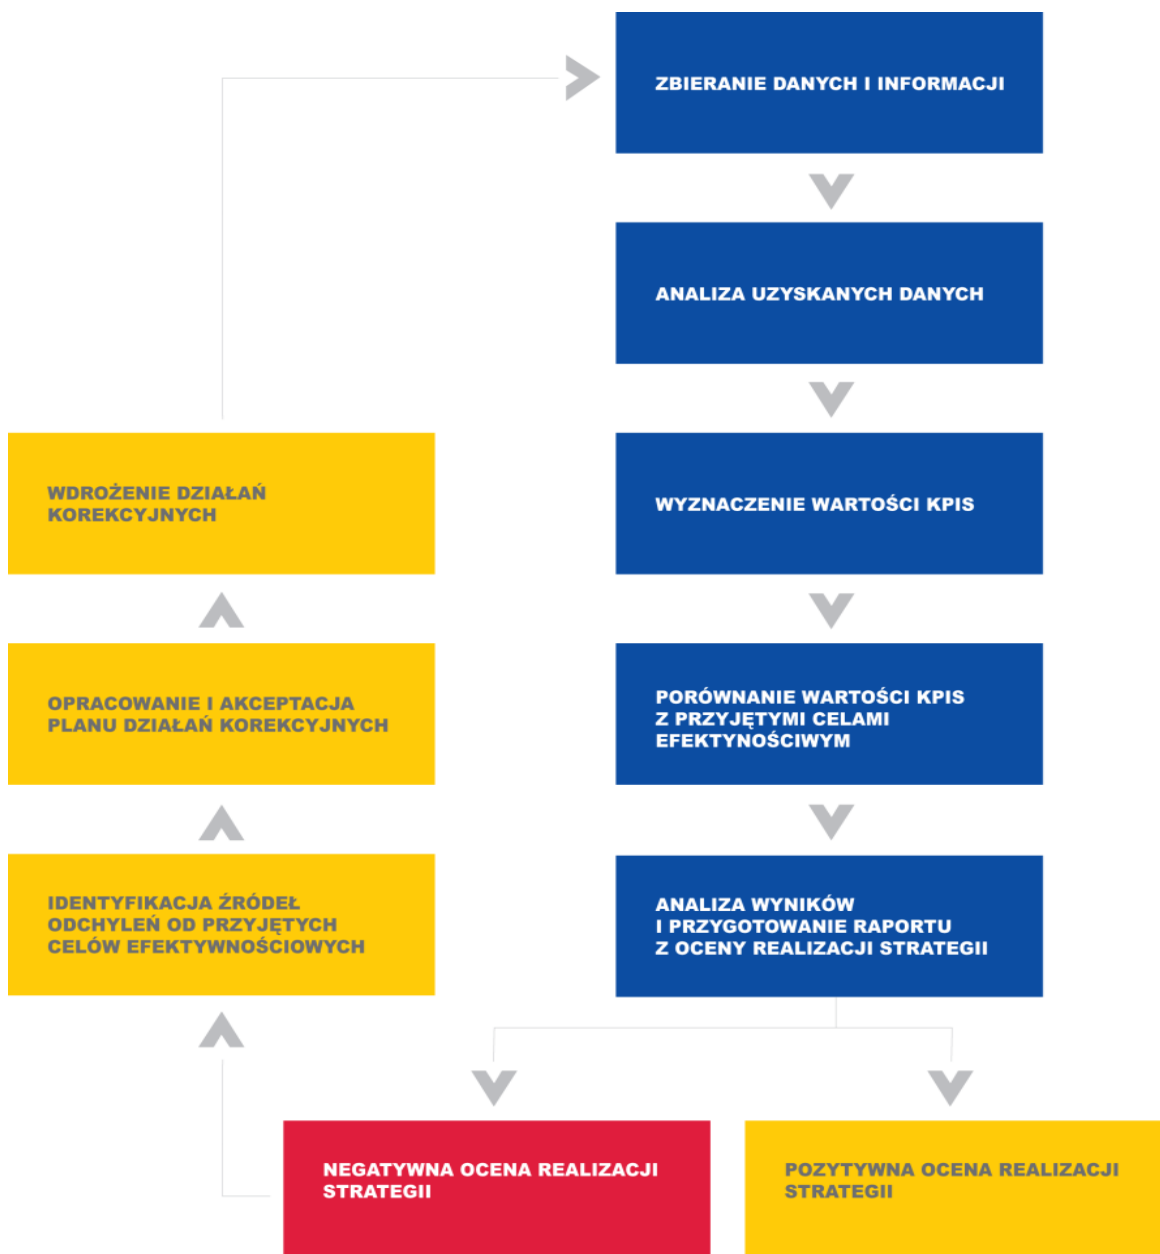 ZBIERANIE DANYCH I INFORMACJI
ANALIZA UZYSKANYCH DANYCH
WYZNACZENIE WARTOŚCI KPIS
PORÓWNANIE WARTOŚCI KPIS
Z PRZYJĘTYMI CELAMI
EFEKTYNOŚCIWYM
ANALIZA WYNIKÓW
I PRZYGOTOWANIE RAPORTU
Z OCENY REALIZACJI STRATEGII
NEGATYWNA OCENA REALIZACJI
STRATEGII
POZYTYWNA OCENA REALIZACJI
STRATEGII
IDENTYFIKACJA ŹRÓDEŁ
ODCHYLEŃ OD PRZYJĘTYCH
CELÓW EFEKTYWNOŚCIOWYCH
OPRACOWANIE I AKCEPTACJA
PLANU DZIAŁAŃ KOREKCYJNYCH
WDROŻENIE DZIAŁAŃ
KOREKCYJNYCH